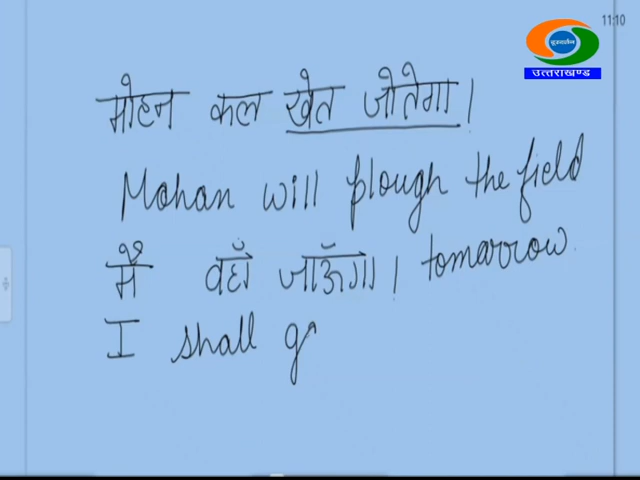 11:10
दूरदर्शन
उत्तराखण्ड
मोहन कल खेत जोतेगा।
Mohan will plough the field
tomorrow.
मैं वहाँ जाऊँगा।
I shall g